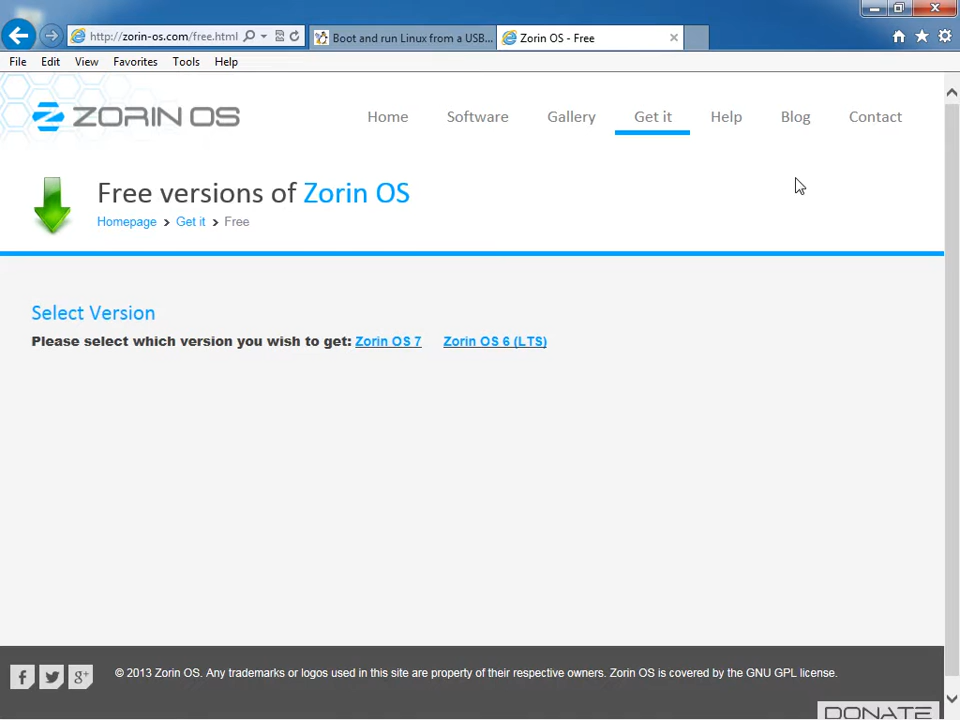 http://zorin-os.com/free.html
Boot and run Linux from a USB...
Zorin OS - Free
File Edit View Favorites Tools Help
ZORIN OS
Home Software Gallery Get it Help Blog Contact
Free versions of Zorin OS
Homepage > Get it > Free
Select Version
Please select which version you wish to get: Zorin OS 7 Zorin OS 6 (LTS)
© 2013 Zorin OS. Any trademarks or logos used in this site are property of their respective owners. Zorin OS is covered by the GNU GPL license.
DONATE